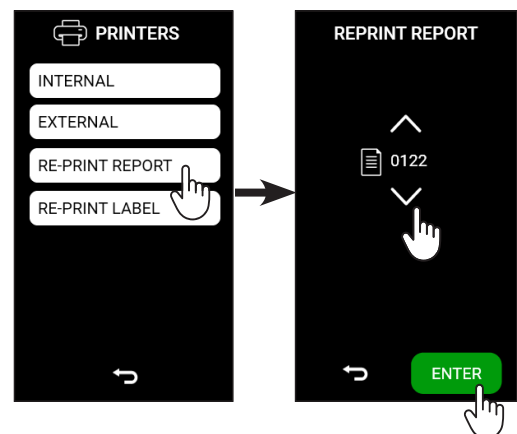 PRINTERS
INTERNAL
EXTERNAL
RE-PRINT REPORT
RE-PRINT LABEL
REPRINT REPORT
0122
ENTER